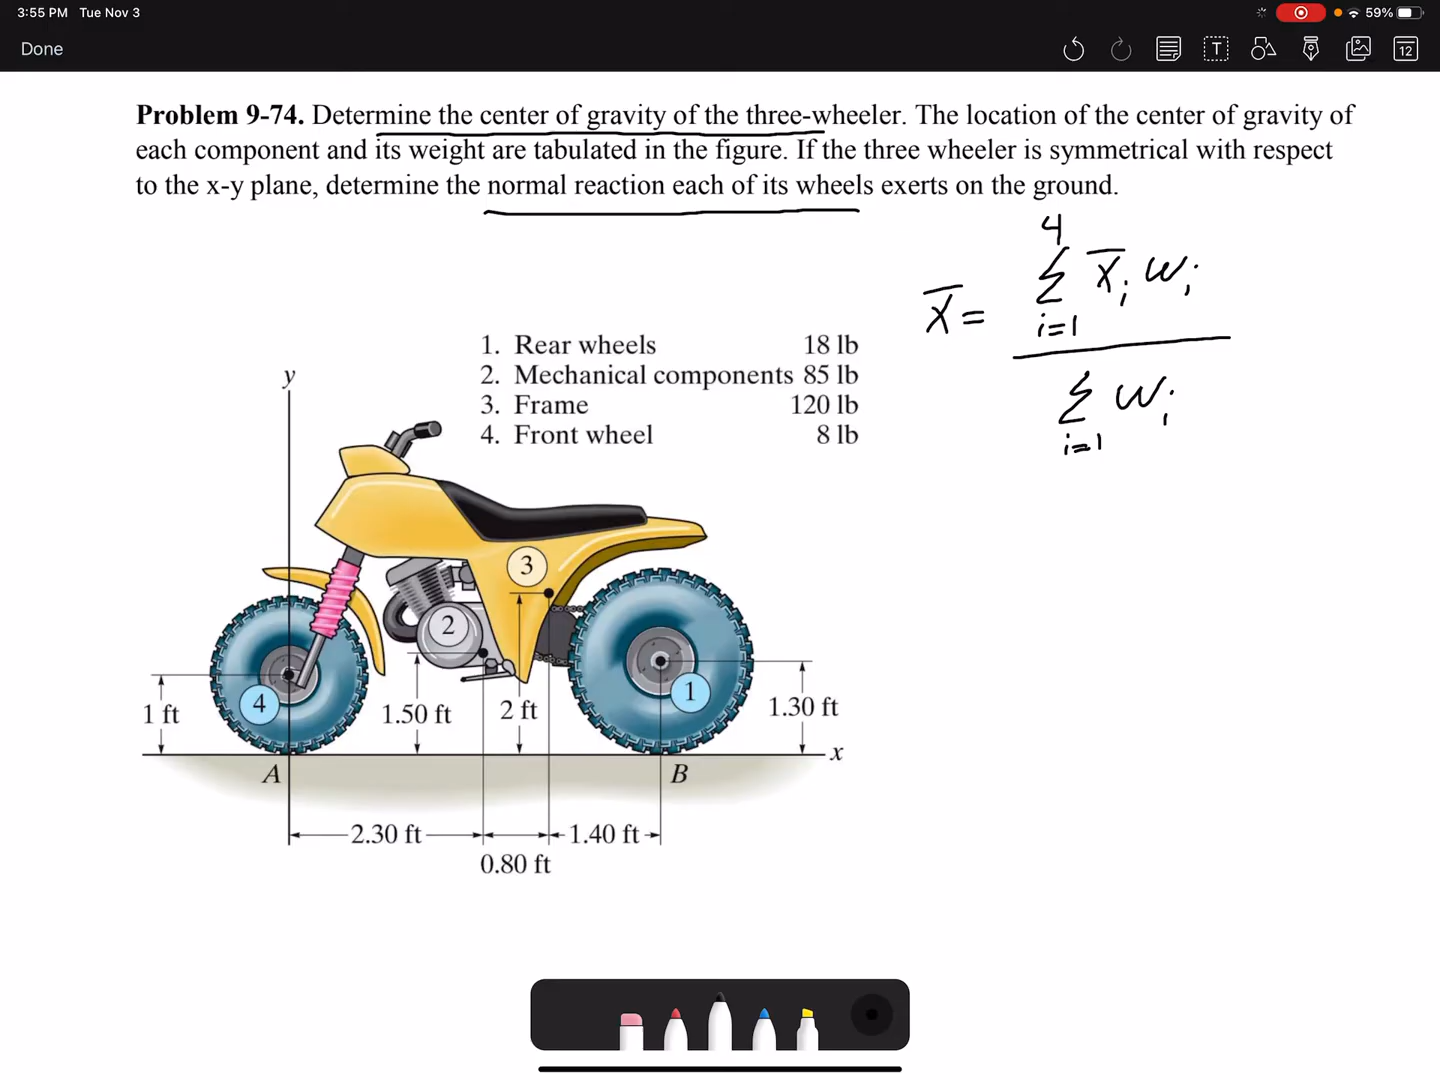 3:55 PM Tue Nov 3
59%
Done
T
12
Problem 9-74. Determine the center of gravity of the three-wheeler. The location of the center of gravity of
each component and its weight are tabulated in the figure. If the three wheeler is symmetrical with respect
to the x-y plane, determine the normal reaction each of its wheels exerts on the ground.
4
Σ x̄i wi
x̄ =
i=1
Σ wi
i=1
1. Rear wheels 18 lb
2. Mechanical components 85 lb
3. Frame 120 lb
4. Front wheel 8 lb
y
3
2
1
4
1 ft
1.50 ft
2 ft
1.30 ft
x
A
B
2.30 ft
1.40 ft
0.80 ft